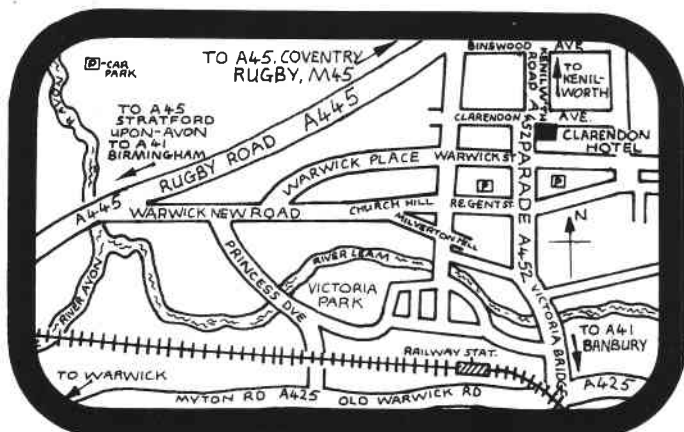 P -CAR
PARK
R. AVON
TO A45, COVENTRY
RUGBY, M45
BINSWOOD AVE
KENILWORTH
ROAD A452
TO
KENIL-
WORTH
TO A45
STRATFORD
UPON-AVON
TO A41
BIRMINGHAM
A445
RUGBY ROAD
A445
CLARENDON AVE.
CLARENDON
HOTEL
WARWICK PLACE
WARWICK ST
P
P
PARADE A452
WARWICK NEW ROAD
CHURCH HILL
REGENT ST
MILVERTON HILL
N
PRINCESS DVE
RIVER LEAM
VICTORIA
PARK
RIVER AVON
VICTORIA BRIDGE
TO A41
BANBURY
RAILWAY STAT.
TO WARWICK
MYTON RD A425
OLD WARWICK RD
A425